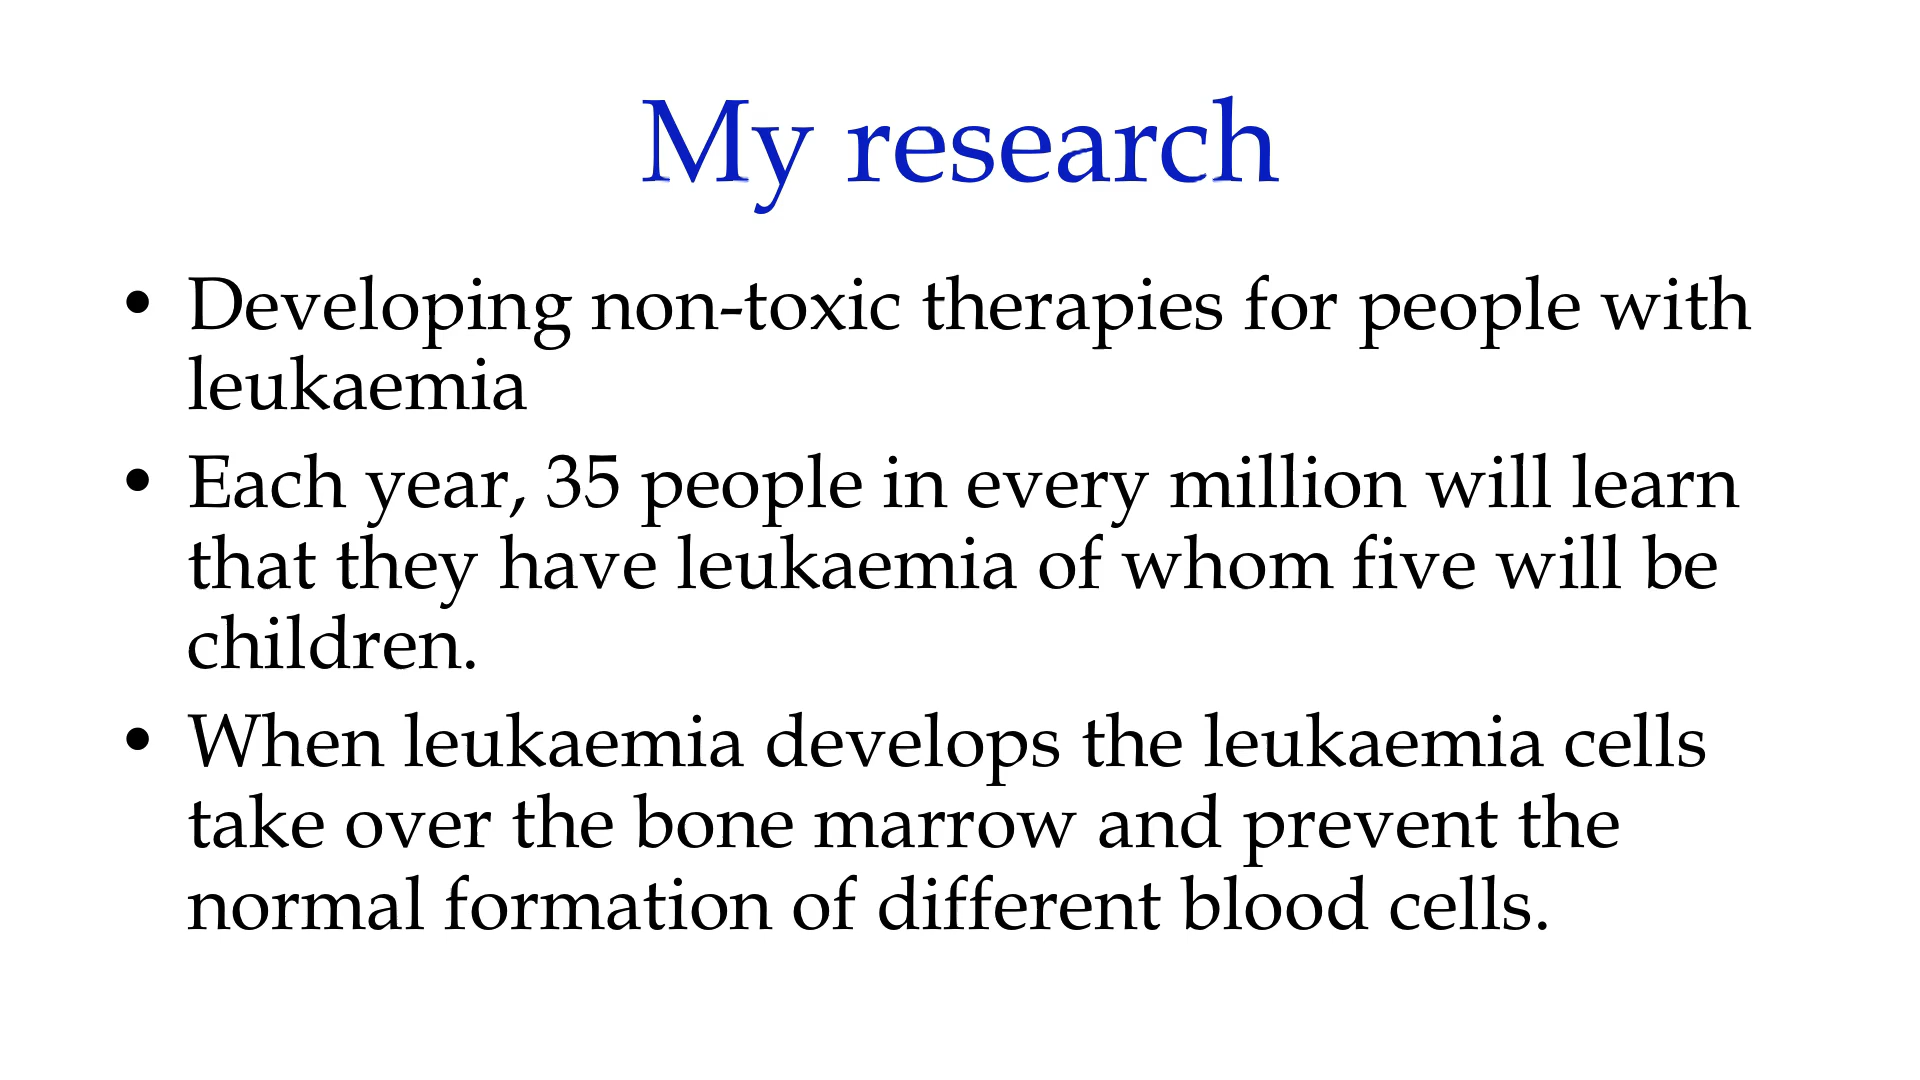 My research
• Developing non-toxic therapies for people with
leukaemia
• Each year, 35 people in every million will learn
that they have leukaemia of whom five will be
children.
• When leukaemia develops the leukaemia cells
take over the bone marrow and prevent the
normal formation of different blood cells.